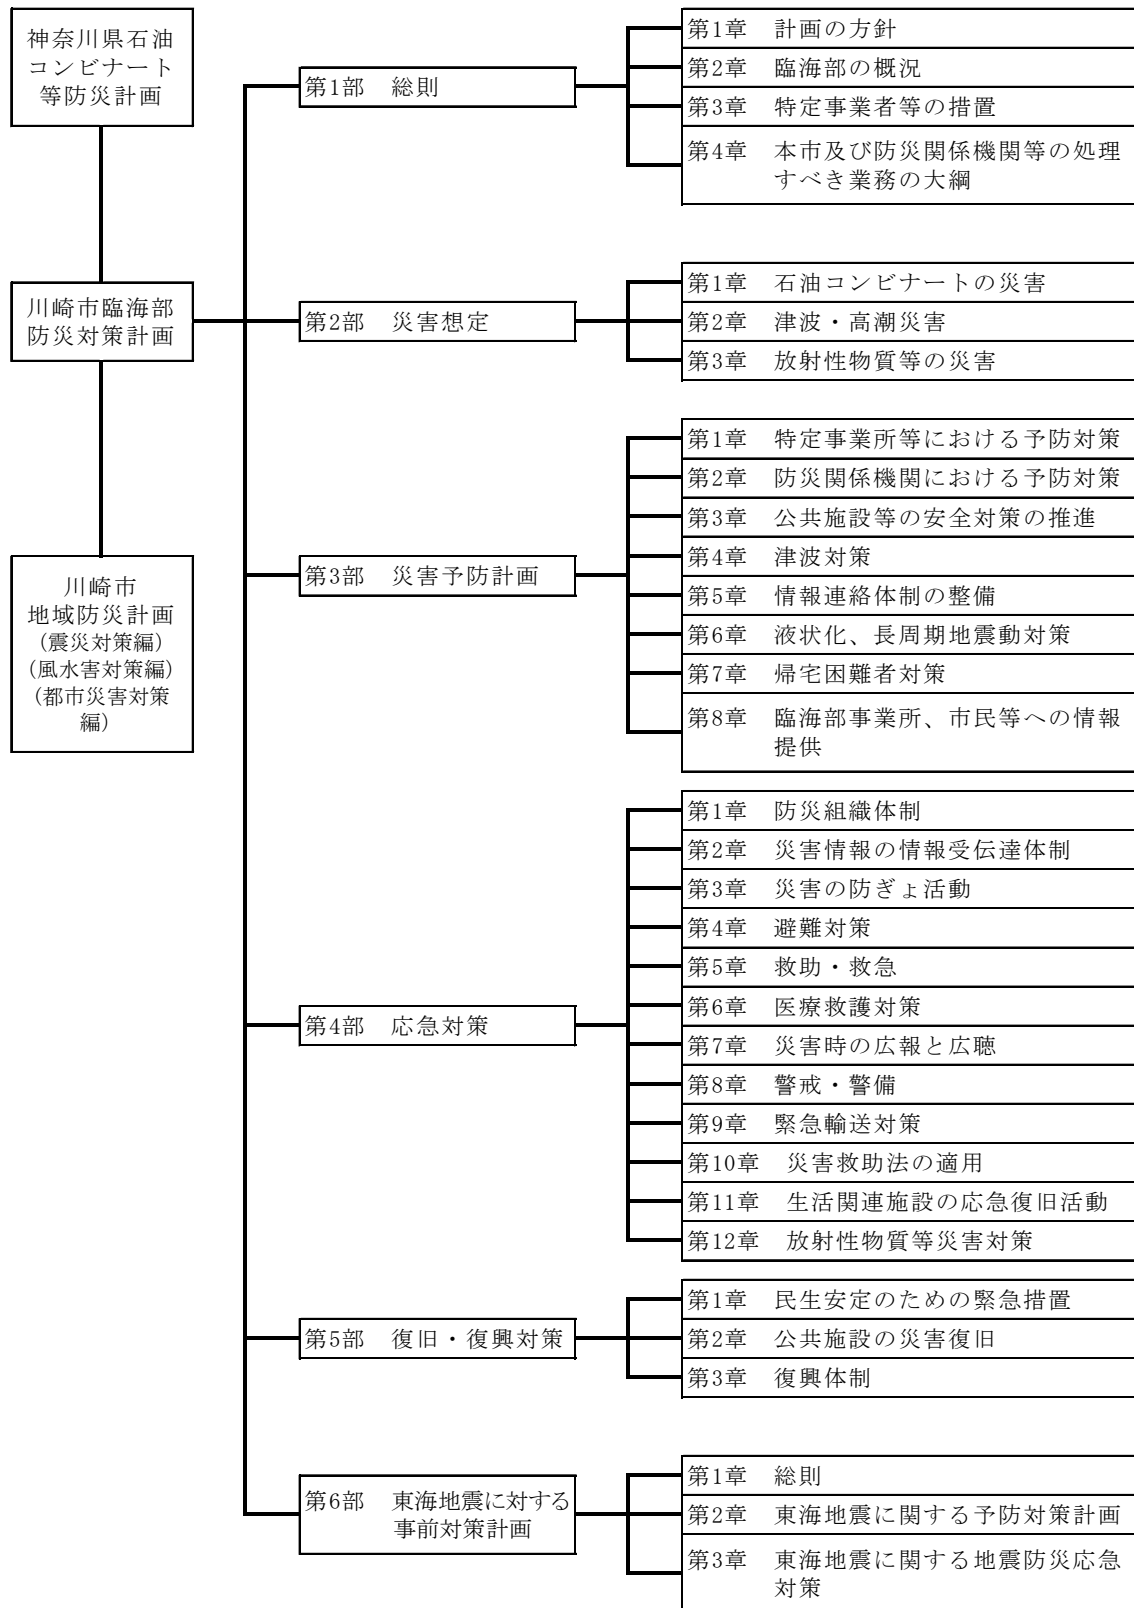 神奈川県石油
コンビナート
等防災計画
川崎市臨海部
防災対策計画
川崎市
地域防災計画
(震災対策編)
(風水害対策編)
(都市災害対策
編)
第1部　総則
第1章　計画の方針
第2章　臨海部の概況
第3章　特定事業者等の措置
第4章　本市及び防災関係機関等の処理
すべき業務の大綱
第2部　災害想定
第1章　石油コンビナートの災害
第2章　津波・高潮災害
第3章　放射性物質等の災害
第3部　災害予防計画
第1章　特定事業所等における予防対策
第2章　防災関係機関における予防対策
第3章　公共施設等の安全対策の推進
第4章　津波対策
第5章　情報連絡体制の整備
第6章　液状化、長周期地震動対策
第7章　帰宅困難者対策
第8章　臨海部事業所、市民等への情報
提供
第4部　応急対策
第1章　防災組織体制
第2章　災害情報の情報受伝達体制
第3章　災害の防ぎょ活動
第4章　避難対策
第5章　救助・救急
第6章　医療救護対策
第7章　災害時の広報と広聴
第8章　警戒・警備
第9章　緊急輸送対策
第10章　災害救助法の適用
第11章　生活関連施設の応急復旧活動
第12章　放射性物質等災害対策
第5部　復旧・復興対策
第1章　民生安定のための緊急措置
第2章　公共施設の災害復旧
第3章　復興体制
第6部　東海地震に対する
事前対策計画
第1章　総則
第2章　東海地震に関する予防対策計画
第3章　東海地震に関する地震防災応急
対策